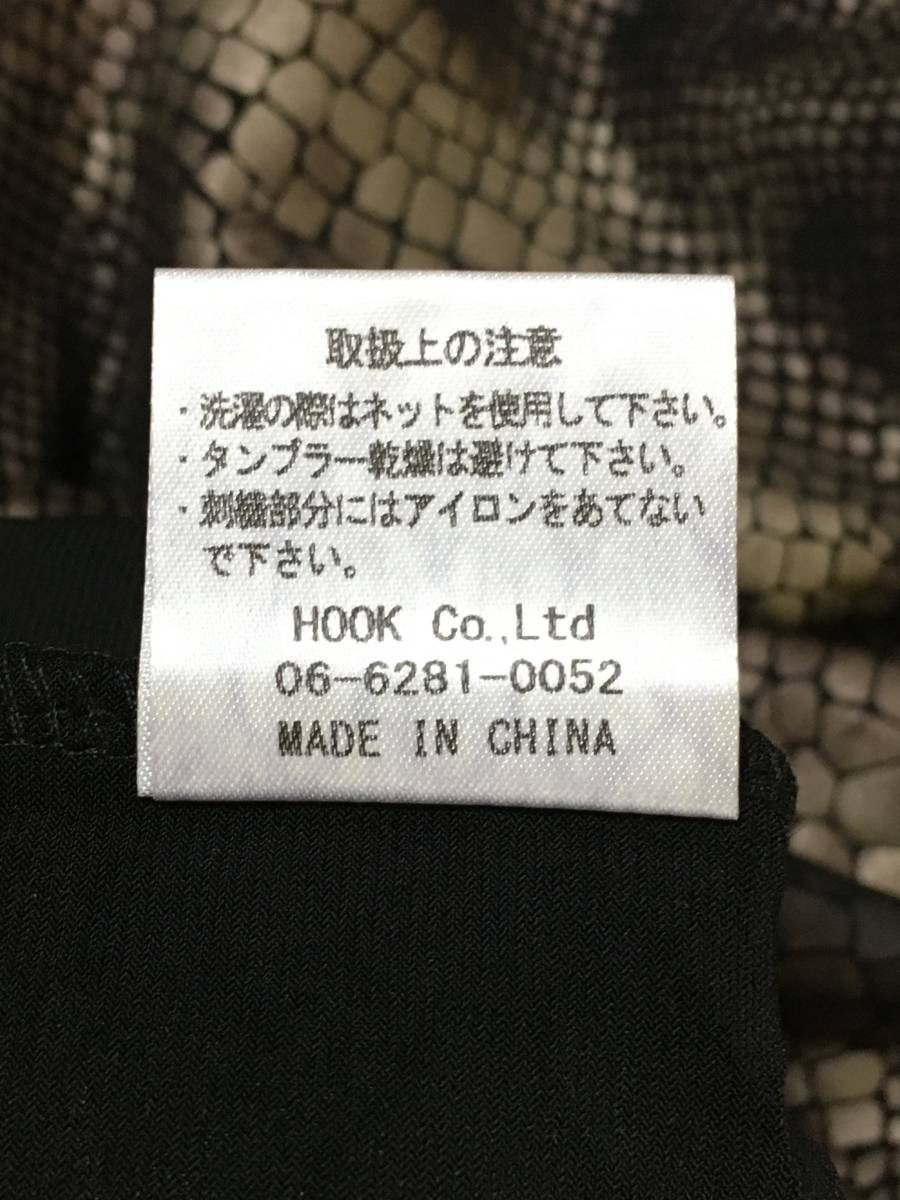 取扱上の注意
・洗濯の際はネットを使用して下さい。
・タンブラー乾燥は避けて下さい。
・刺繍部分にはアイロンをあてない
で下さい。
HOOK Co.,Ltd
06-6281-0052
MADE IN CHINA